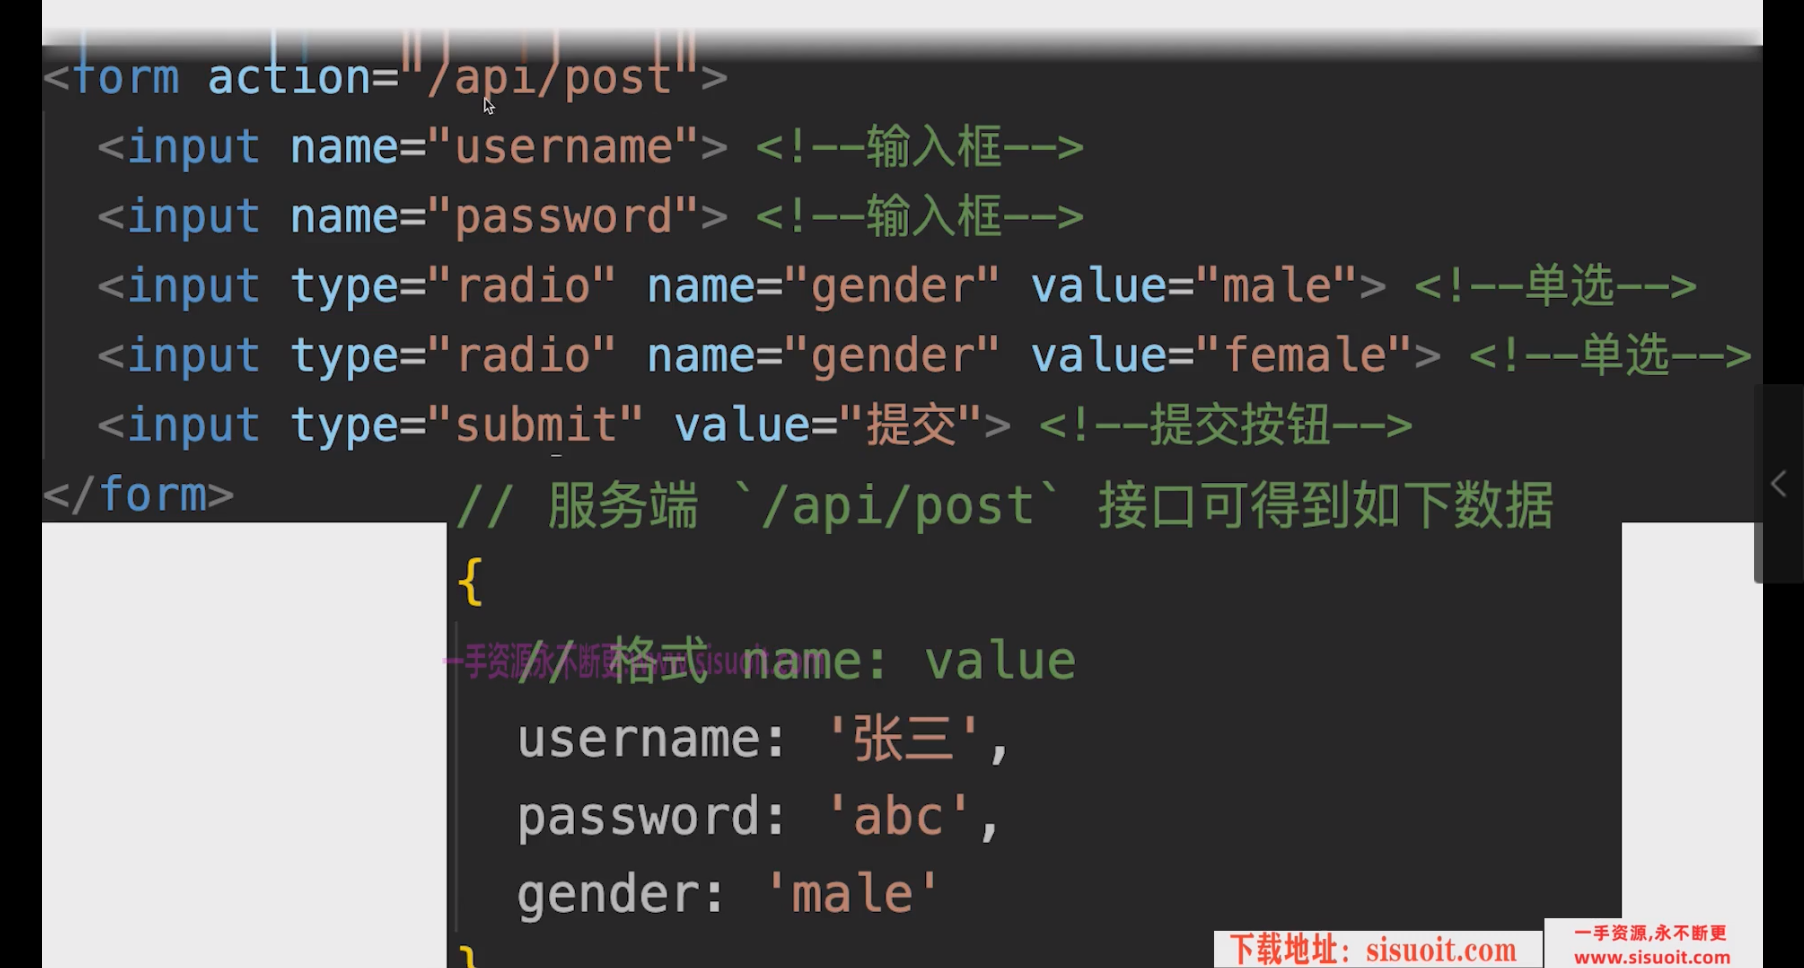 <form action="/api/post">
<input name="username"> <!--输入框-->
<input name="password"> <!--输入框-->
<input type="radio" name="gender" value="male"> <!--单选-->
<input type="radio" name="gender" value="female"> <!--单选-->
<input type="submit" value="提交"> <!--提交按钮-->
</form>
// 服务端 `/api/post` 接口可得到如下数据
{
// 格式 name: value
一手资源永不断更:www.sisuoit.com
username: '张三',
password: 'abc',
gender: 'male'
}
下载地址：sisuoit.com
一手资源,永不断更
www.sisuoit.com